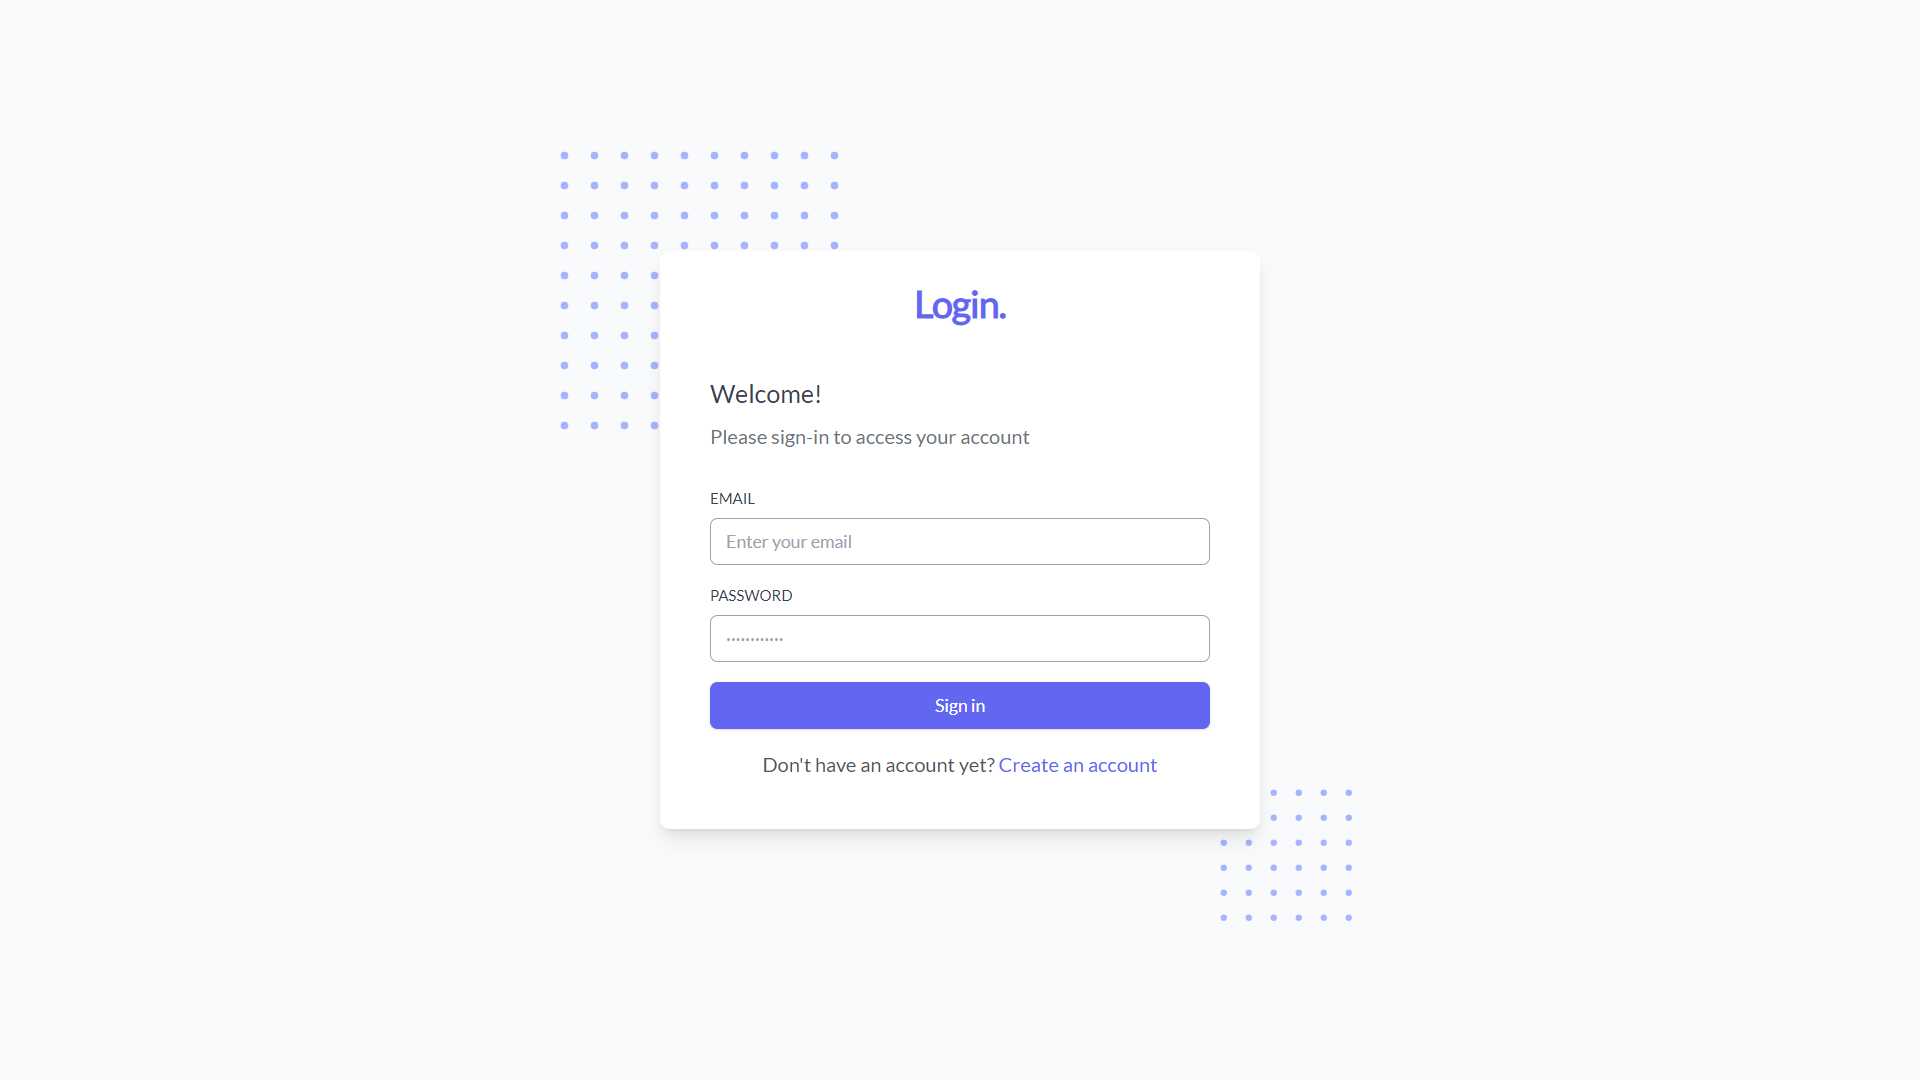 Login.
Welcome!
Please sign-in to access your account
EMAIL
Enter your email
PASSWORD
············
Sign in
Don't have an account yet? Create an account